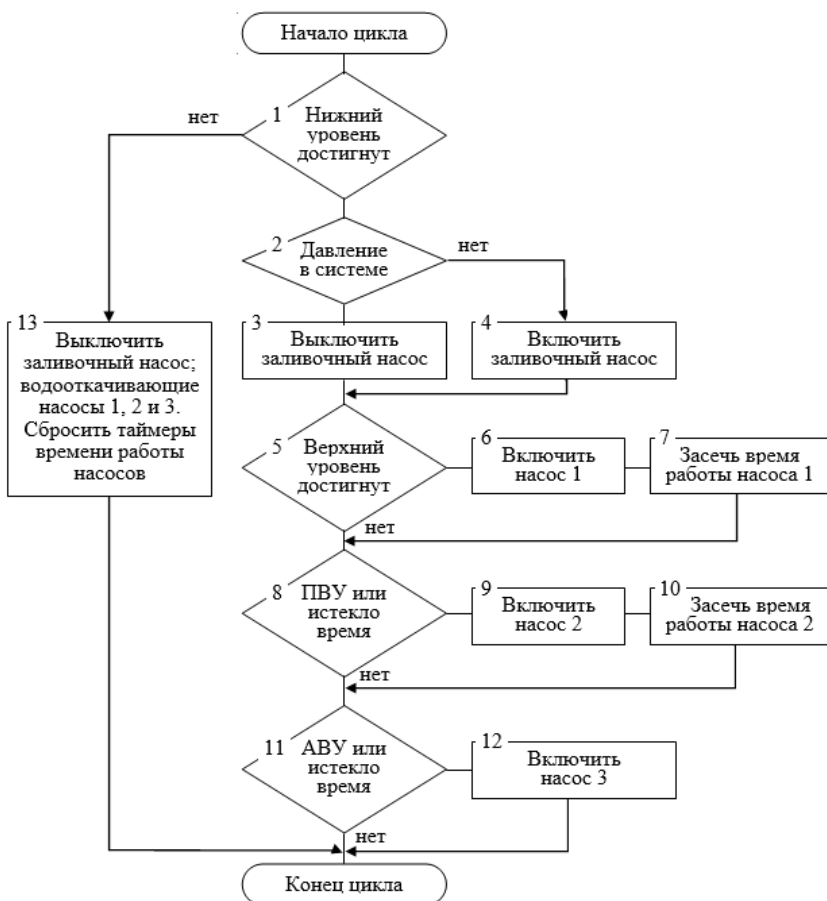 Начало цикла
1
Нижний
уровень
достигнут
нет
2
Давление
в системе
нет
3
Выключить
заливочный насос
4
Включить
заливочный насос
13
Выключить
заливочный насос;
водооткачивающие
насосы 1, 2 и 3.
Сбросить таймеры
времени работы
насосов
5
Верхний
уровень
достигнут
6
Включить
насос 1
7
Засечь время
работы насоса 1
нет
8
ПВУ или
истекло
время
9
Включить
насос 2
10
Засечь время
работы насоса 2
нет
11
АВУ или
истекло
время
12
Включить
насос 3
нет
Конец цикла